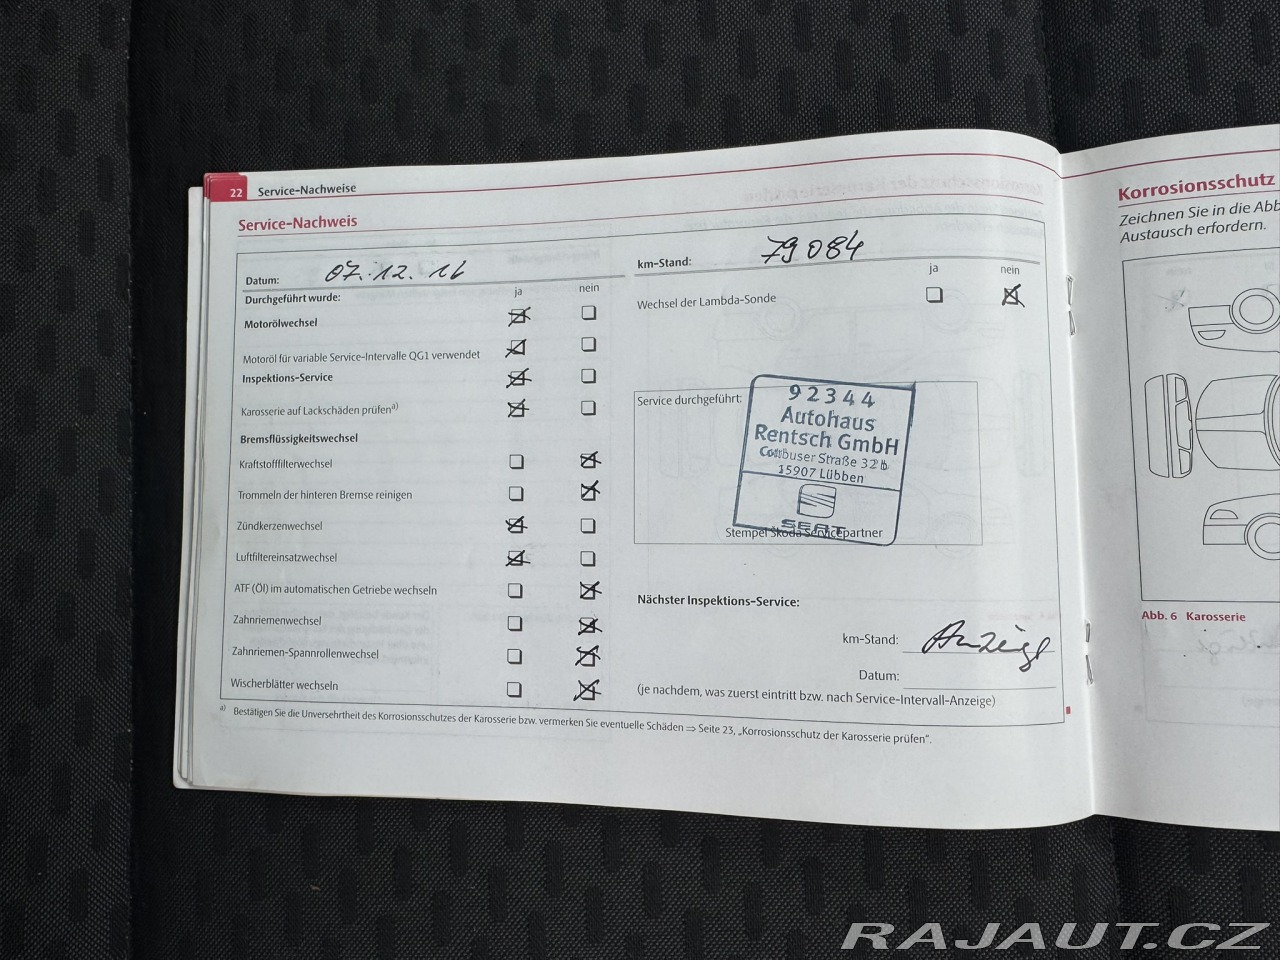 22 Service-Nachweise
Service-Nachweis
Datum: 07.12.16
Durchgeführt wurde: ja nein
Motorölwechsel
Motoröl für variable Service-Intervalle QG1 verwendet
Inspektions-Service
Karosserie auf Lackschäden prüfen a)
Bremsflüssigkeitswechsel
Kraftstofffilterwechsel
Trommeln der hinteren Bremse reinigen
Zündkerzenwechsel
Luftfiltereinsatzwechsel
ATF (Öl) im automatischen Getriebe wechseln
Zahnriemenwechsel
Zahnriemen-Spannrollenwechsel
Wischerblätter wechseln
km-Stand: 79084
ja nein
Wechsel der Lambda-Sonde
Service durchgeführt:
92344
Autohaus
Rentsch GmbH
Cottbuser Straße 32b
15907 Lübben
SEAT
Stempel Škoda Servicepartner
Nächster Inspektions-Service:
km-Stand: Anzeige
Datum:
(je nachdem, was zuerst eintritt bzw. nach Service-Intervall-Anzeige)
a) Bestätigen Sie die Unversehrtheit des Korrosionsschutzes der Karosserie bzw. vermerken Sie eventuelle Schäden ⇒ Seite 23, „Korrosionsschutz der Karosserie prüfen“.
Korrosionsschutz
Zeichnen Sie in die Abb
Austausch erfordern.
Abb. 6 Karosserie
RAJAUT.CZ